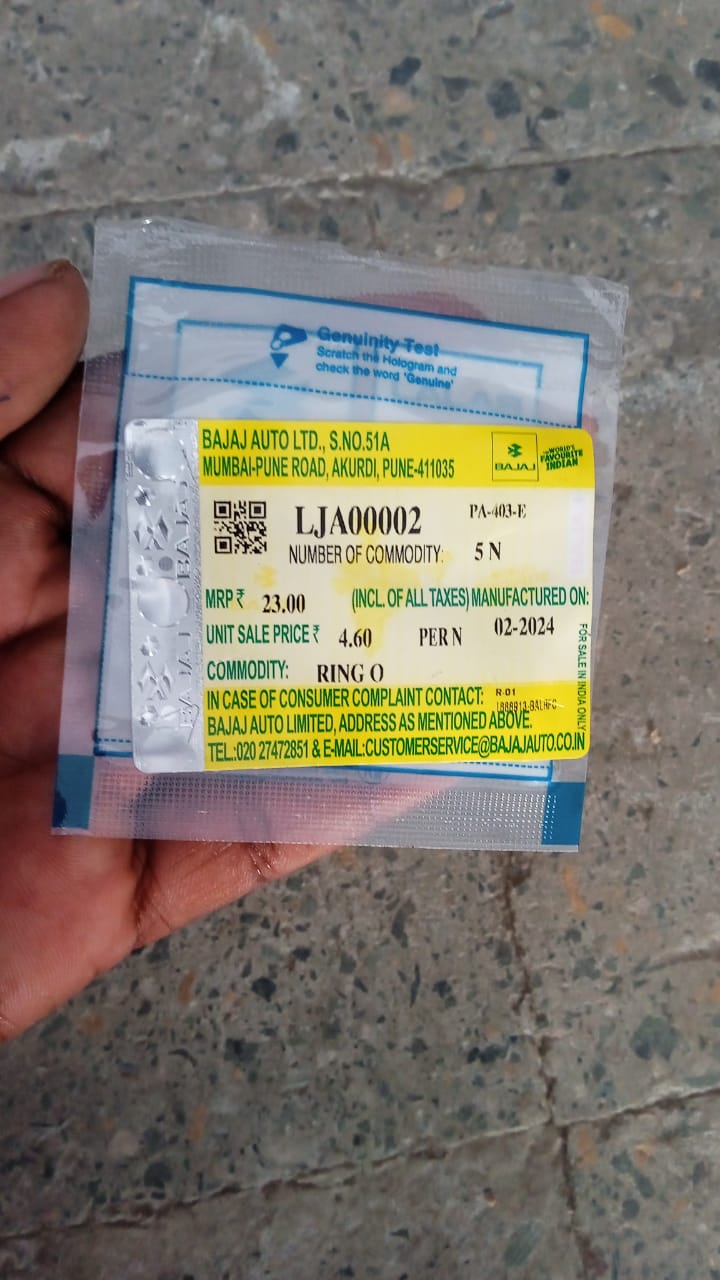 Genuinity Test
Scratch the Hologram and
check the word 'Genuine'
BAJAJ AUTO LTD., S.NO.51A
MUMBAI-PUNE ROAD, AKURDI, PUNE-411035
BAJAJ
THE WORLD'S
FAVOURITE
INDIAN
LJA00002 PA-403-E
NUMBER OF COMMODITY: 5 N
MRP ₹ 23.00 (INCL. OF ALL TAXES) MANUFACTURED ON:
UNIT SALE PRICE ₹ 4.60 PER N 02-2024
COMMODITY: RING O
IN CASE OF CONSUMER COMPLAINT CONTACT: R-01
BAJAJ AUTO LIMITED, ADDRESS AS MENTIONED ABOVE.
TEL.:020 27472851 & E-MAIL:CUSTOMERSERVICE@BAJAJAUTO.CO.IN
FOR SALE IN INDIA ONLY
BAJAJ
BAJAJ